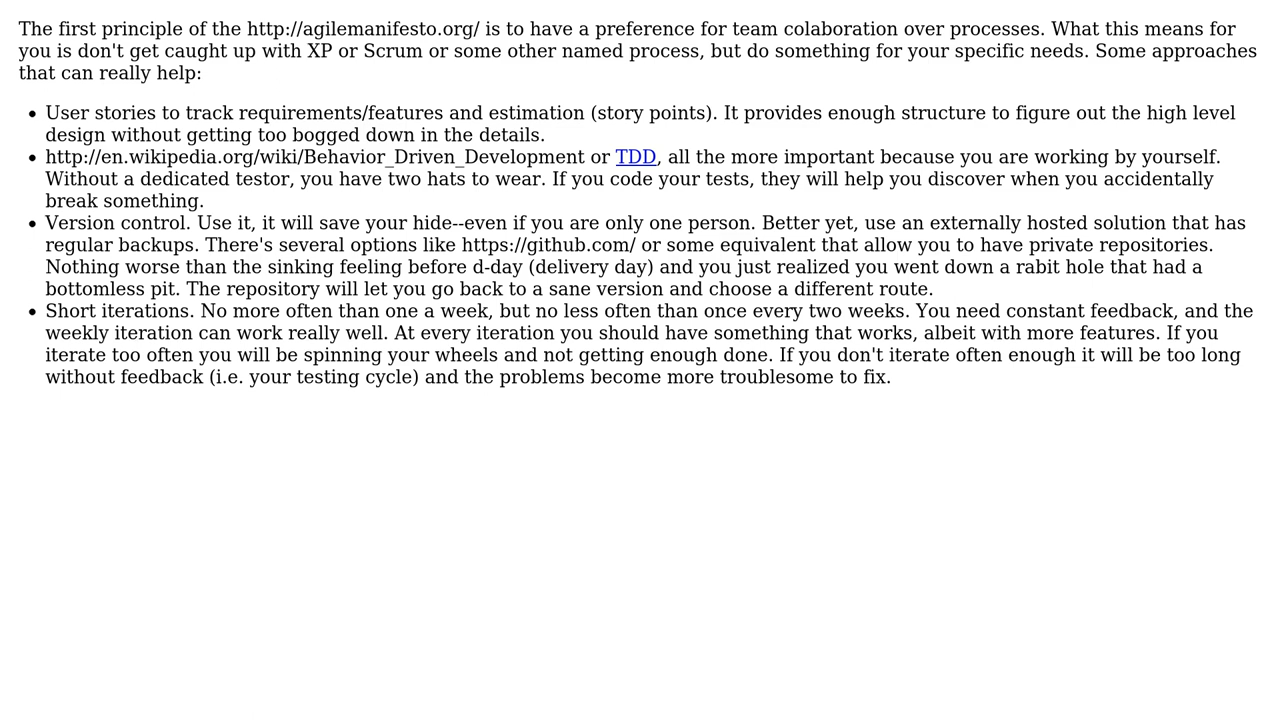 The first principle of the http://agilemanifesto.org/ is to have a preference for team colaboration over processes. What this means for
you is don't get caught up with XP or Scrum or some other named process, but do something for your specific needs. Some approaches
that can really help:
• User stories to track requirements/features and estimation (story points). It provides enough structure to figure out the high level
design without getting too bogged down in the details.
• http://en.wikipedia.org/wiki/Behavior_Driven_Development or TDD, all the more important because you are working by yourself.
Without a dedicated testor, you have two hats to wear. If you code your tests, they will help you discover when you accidentally
break something.
• Version control. Use it, it will save your hide--even if you are only one person. Better yet, use an externally hosted solution that has
regular backups. There's several options like https://github.com/ or some equivalent that allow you to have private repositories.
Nothing worse than the sinking feeling before d-day (delivery day) and you just realized you went down a rabit hole that had a
bottomless pit. The repository will let you go back to a sane version and choose a different route.
• Short iterations. No more often than one a week, but no less often than once every two weeks. You need constant feedback, and the
weekly iteration can work really well. At every iteration you should have something that works, albeit with more features. If you
iterate too often you will be spinning your wheels and not getting enough done. If you don't iterate often enough it will be too long
without feedback (i.e. your testing cycle) and the problems become more troublesome to fix.